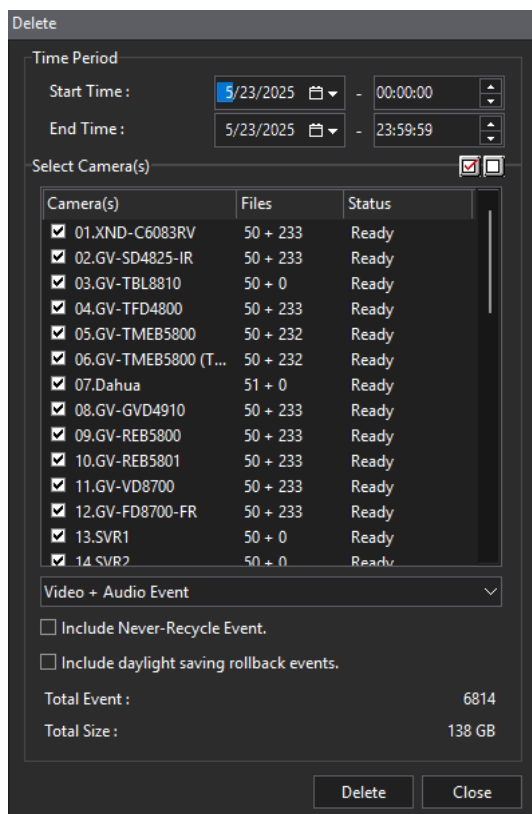 Delete
Time Period
Start Time : 5/23/2025 - 00:00:00
End Time : 5/23/2025 - 23:59:59
Select Camera(s)
Camera(s) Files Status
01.XND-C6083RV 50 + 233 Ready
02.GV-SD4825-IR 50 + 233 Ready
03.GV-TBL8810 50 + 0 Ready
04.GV-TFD4800 50 + 233 Ready
05.GV-TMEB5800 50 + 232 Ready
06.GV-TMEB5800 (T... 50 + 232 Ready
07.Dahua 51 + 0 Ready
08.GV-GVD4910 50 + 233 Ready
09.GV-REB5800 50 + 233 Ready
10.GV-REB5801 50 + 233 Ready
11.GV-VD8700 50 + 233 Ready
12.GV-FD8700-FR 50 + 233 Ready
13.SVR1 50 + 0 Ready
14.SVR2 50 + 0 Ready
Video + Audio Event
Include Never-Recycle Event.
Include daylight saving rollback events.
Total Event : 6814
Total Size : 138 GB
Delete Close